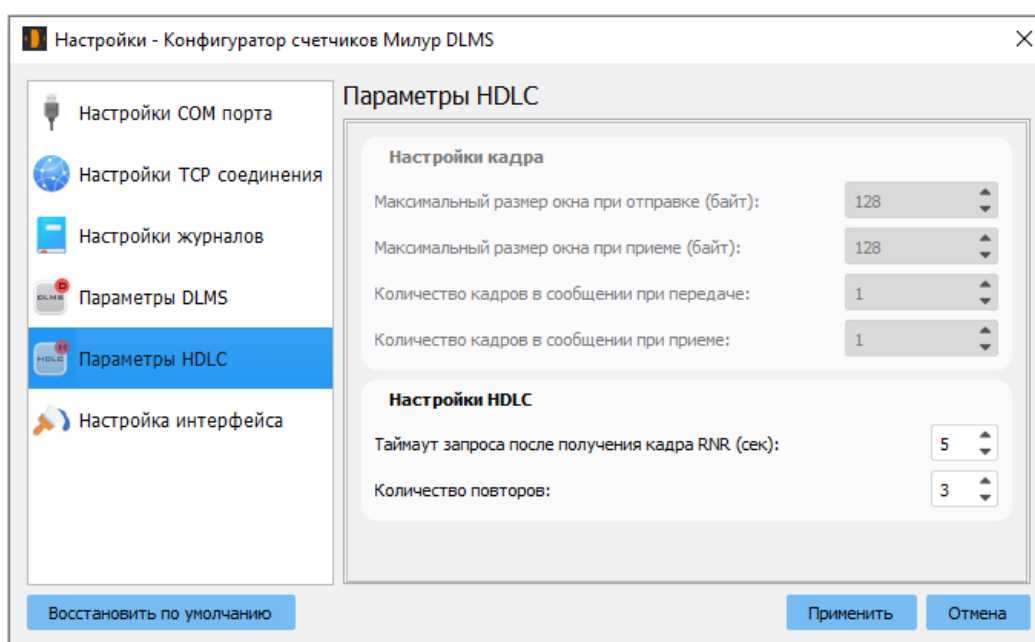 Настройки - Конфигуратор счетчиков Милур DLMS
Настройки COM порта
Настройки TCP соединения
Настройки журналов
DLMS
D
Параметры DLMS
HDLC
H
Параметры HDLC
Настройка интерфейса
Параметры HDLC
Настройки кадра
Максимальный размер окна при отправке (байт): 128
Максимальный размер окна при приеме (байт): 128
Количество кадров в сообщении при передаче: 1
Количество кадров в сообщении при приеме: 1
Настройки HDLC
Таймаут запроса после получения кадра RNR (сек): 5
Количество повторов: 3
Восстановить по умолчанию
Применить
Отмена